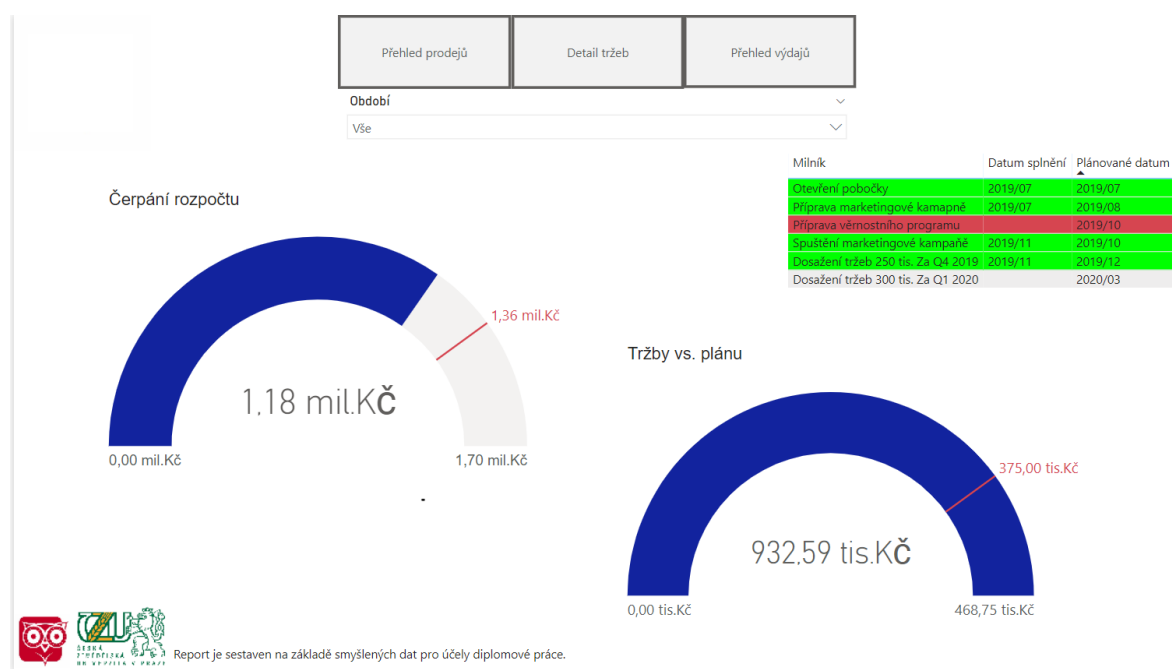 Přehled prodejů Detail tržeb Přehled výdajů
Období
Vše
Milník Datum splnění Plánované datum
Otevření pobočky 2019/07 2019/07
Příprava marketingové kamapně 2019/07 2019/08
Příprava věrnostního programu 2019/10
Spuštění marketingové kampaně 2019/11 2019/10
Dosažení tržeb 250 tis. Za Q4 2019 2019/11 2019/12
Dosažení tržeb 300 tis. Za Q1 2020 2020/03
Čerpání rozpočtu
1,36 mil.Kč
1,18 mil.Kč
0,00 mil.Kč 1,70 mil.Kč
Tržby vs. plánu
375,00 tis.Kč
932,59 tis.Kč
0,00 tis.Kč 468,75 tis.Kč
ČZU
Report je sestaven na základě smyšlených dat pro účely diplomové práce.